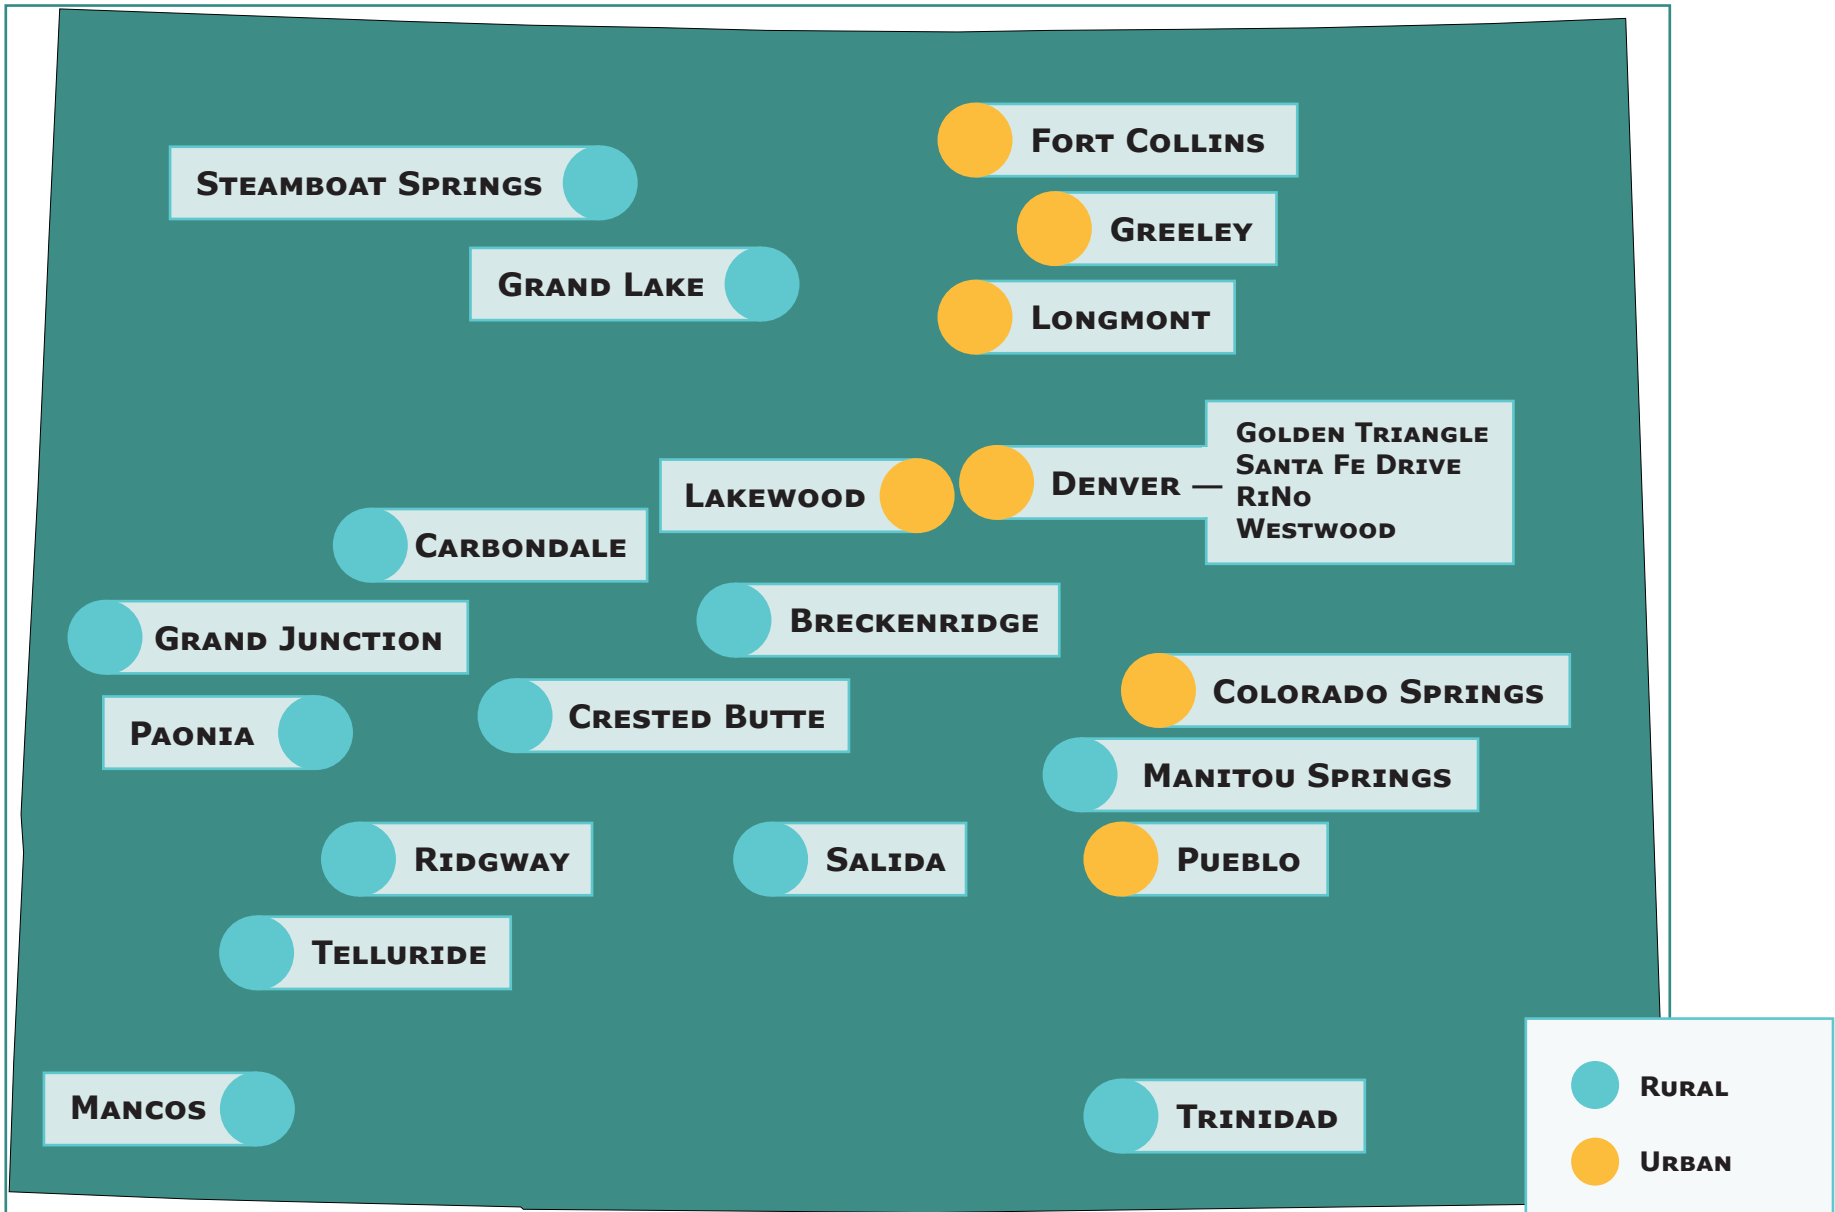 Fort Collins
Steamboat Springs
Greeley
Grand Lake
Longmont
Golden Triangle
Santa Fe Drive
Denver —
Lakewood
RiNo
Westwood
Carbondale
Breckenridge
Grand Junction
Colorado Springs
Crested Butte
Paonia
Manitou Springs
Ridgway
Salida
Pueblo
Telluride
Mancos
Trinidad
Rural
Urban